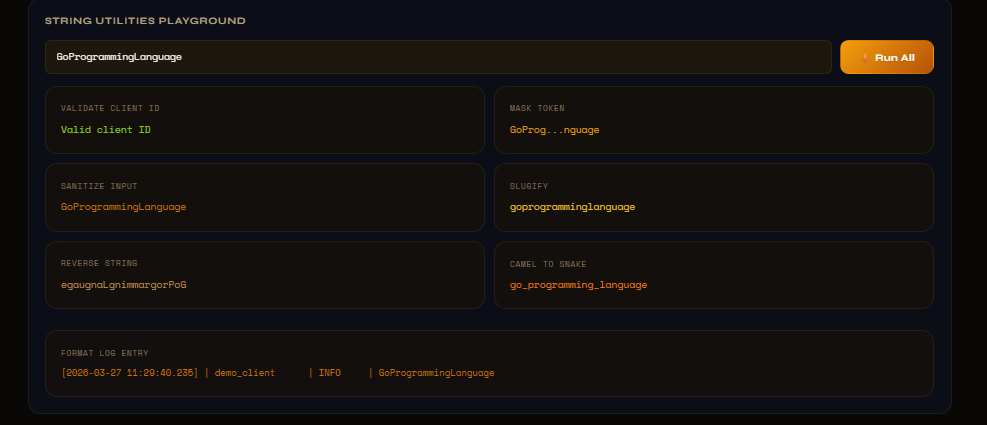 STRING UTILITIES PLAYGROUND
GoProgrammingLanguage
Run All
VALIDATE CLIENT ID
Valid client ID
MASK TOKEN
GoProg...nguage
SANITIZE INPUT
GoProgrammingLanguage
SLUGIFY
goprogramminglanguage
REVERSE STRING
egaugnaLgnimmargorPoG
CAMEL TO SNAKE
go_programming_language
FORMAT LOG ENTRY
[2026-03-27 11:29:40.235] | demo_client | INFO | GoProgrammingLanguage